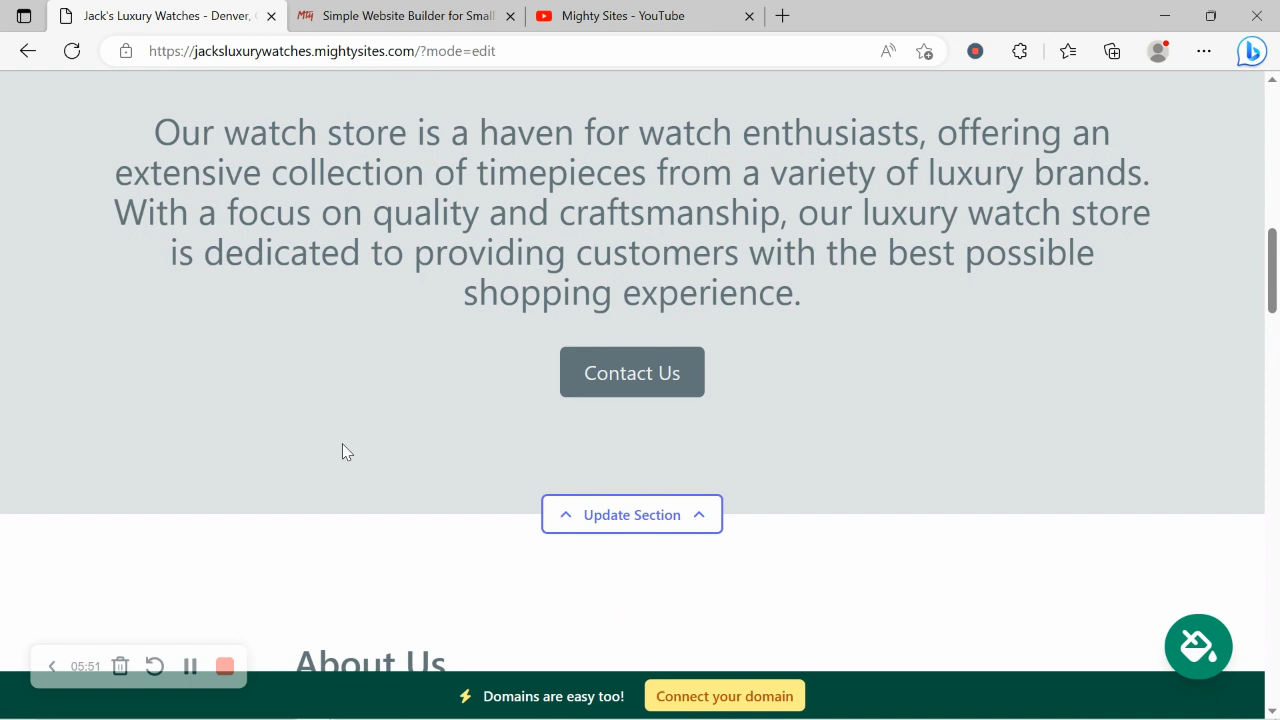 Jack's Luxury Watches - Denver,
Simple Website Builder for Small
Mighty Sites - YouTube
https://jacksluxurywatches.mightysites.com/?mode=edit
Our watch store is a haven for watch enthusiasts, offering an
extensive collection of timepieces from a variety of luxury brands.
With a focus on quality and craftsmanship, our luxury watch store
is dedicated to providing customers with the best possible
shopping experience.
Contact Us
Update Section
About Us
05:51
Domains are easy too!
Connect your domain